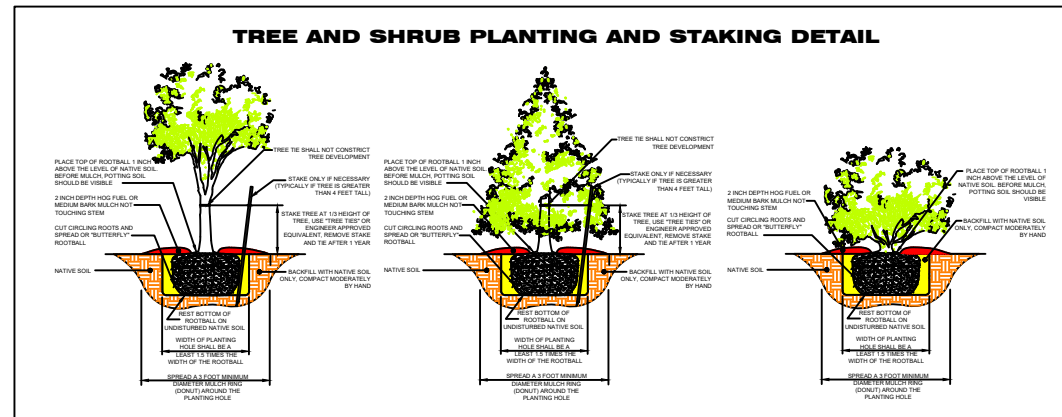 TREE AND SHRUB PLANTING AND STAKING DETAIL
PLACE TOP OF ROOTBALL 1 INCH
ABOVE THE LEVEL OF NATIVE SOIL.
BEFORE MULCH, POTTING SOIL
SHOULD BE VISIBLE
2 INCH DEPTH HOG FUEL OR
MEDIUM BARK MULCH NOT
TOUCHING STEM
CUT CIRCLING ROOTS AND
SPREAD OR "BUTTERFLY"
ROOTBALL
NATIVE SOIL
TREE TIE SHALL NOT CONSTRICT
TREE DEVELOPMENT
STAKE ONLY IF NECESSARY
(TYPICALLY IF TREE IS GREATER
THAN 4 FEET TALL)
STAKE TREE AT 1/3 HEIGHT OF
TREE, USE "TREE TIES" OR
ENGINEER APPROVED
EQUIVALENT, REMOVE STAKE
AND TIE AFTER 1 YEAR
BACKFILL WITH NATIVE SOIL
ONLY, COMPACT MODERATELY
BY HAND
REST BOTTOM OF
ROOTBALL ON
UNDISTURBED NATIVE SOIL
WIDTH OF PLANTING
HOLE SHALL BE A
LEAST 1.5 TIMES THE
WIDTH OF THE ROOTBALL
SPREAD A 3 FOOT MINIMUM
DIAMETER MULCH RING
(DONUT) AROUND THE
PLANTING HOLE
PLACE TOP OF ROOTBALL 1 INCH
ABOVE THE LEVEL OF NATIVE SOIL.
BEFORE MULCH, POTTING SOIL
SHOULD BE VISIBLE
2 INCH DEPTH HOG FUEL OR
MEDIUM BARK MULCH NOT
TOUCHING STEM
CUT CIRCLING ROOTS AND
SPREAD OR "BUTTERFLY"
ROOTBALL
NATIVE SOIL
TREE TIE SHALL NOT CONSTRICT
TREE DEVELOPMENT
STAKE ONLY IF NECESSARY
(TYPICALLY IF TREE IS GREATER
THAN 4 FEET TALL)
STAKE TREE AT 1/3 HEIGHT OF
TREE, USE "TREE TIES" OR
ENGINEER APPROVED
EQUIVALENT, REMOVE STAKE
AND TIE AFTER 1 YEAR
BACKFILL WITH NATIVE SOIL
ONLY, COMPACT MODERATELY
BY HAND
REST BOTTOM OF
ROOTBALL ON
UNDISTURBED NATIVE SOIL
WIDTH OF PLANTING
HOLE SHALL BE A
LEAST 1.5 TIMES THE
WIDTH OF THE ROOTBALL
SPREAD A 3 FOOT MINIMUM
DIAMETER MULCH RING
(DONUT) AROUND THE
PLANTING HOLE
2 INCH DEPTH HOG FUEL OR
MEDIUM BARK MULCH NOT
TOUCHING STEM
CUT CIRCLING ROOTS AND
SPREAD OR "BUTTERFLY"
ROOTBALL
NATIVE SOIL
PLACE TOP OF ROOTBALL 1
INCH ABOVE THE LEVEL OF
NATIVE SOIL. BEFORE MULCH,
POTTING SOIL SHOULD BE
VISIBLE
BACKFILL WITH NATIVE SOIL
ONLY, COMPACT MODERATELY
BY HAND
REST BOTTOM OF
ROOTBALL ON
UNDISTURBED NATIVE SOIL
WIDTH OF PLANTING
HOLE SHALL BE A
LEAST 1.5 TIMES THE
WIDTH OF THE ROOTBALL
SPREAD A 3 FOOT MINIMUM
DIAMETER MULCH RING
(DONUT) AROUND THE
PLANTING HOLE